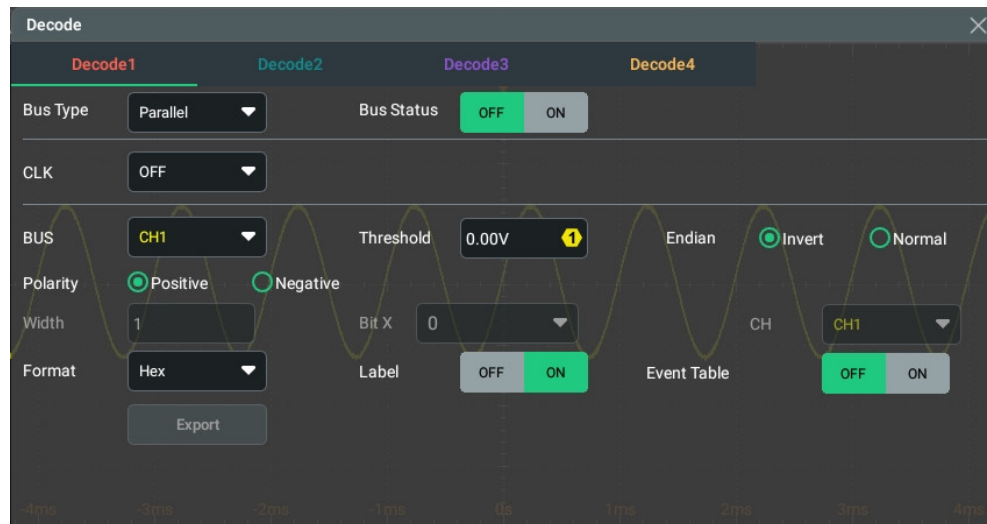 Decode
Decode1 Decode2 Decode3 Decode4
Bus Type Parallel Bus Status OFF ON
CLK OFF
BUS CH1 Threshold 0.00V 1 Endian Invert Normal
Polarity Positive Negative
Width 1 Bit X 0 CH CH1
Format Hex Label OFF ON Event Table OFF ON
Export
-4ms -3ms -2ms -1ms 0s 1ms 2ms 3ms 4ms